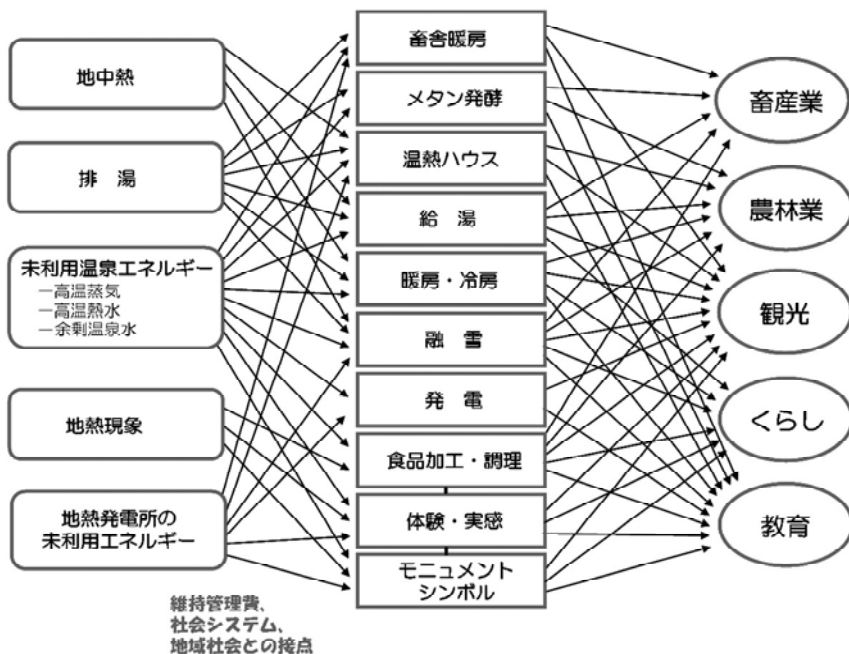 地中熱
排　湯
未利用温泉エネルギー
―高温蒸気
―高温熱水
―余剰温泉水
地熱現象
地熱発電所の
未利用エネルギー
維持管理費、
社会システム、
地域社会との接点
畜舎暖房
メタン発酵
温熱ハウス
給　湯
暖房・冷房
融　雪
発　電
食品加工・調理
体験・実感
モニュメント
シンボル
畜産業
農林業
観光
くらし
教育